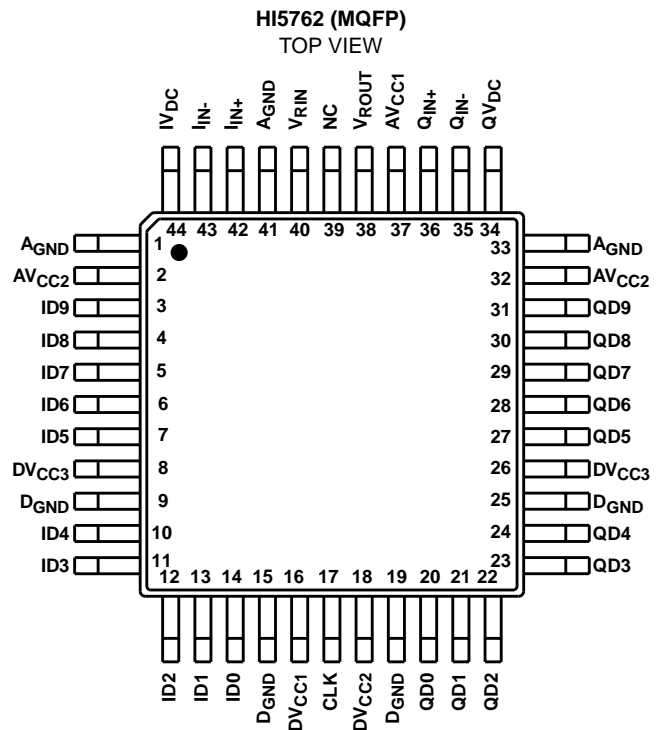 HI5762 (MQFP)
TOP VIEW
IVDC IIN- IIN+ AGND VRIN NC VROUT AVCC1 QIN+ QIN- QVDC
44 43 42 41 40 39 38 37 36 35 34
AGND 1 33 AGND
AVCC2 2 32 AVCC2
ID9 3 31 QD9
ID8 4 30 QD8
ID7 5 29 QD7
ID6 6 28 QD6
ID5 7 27 QD5
DVCC3 8 26 DVCC3
DGND 9 25 DGND
ID4 10 24 QD4
ID3 11 23 QD3
12 13 14 15 16 17 18 19 20 21 22
ID2 ID1 ID0 DGND DVCC1 CLK DVCC2 DGND QD0 QD1 QD2